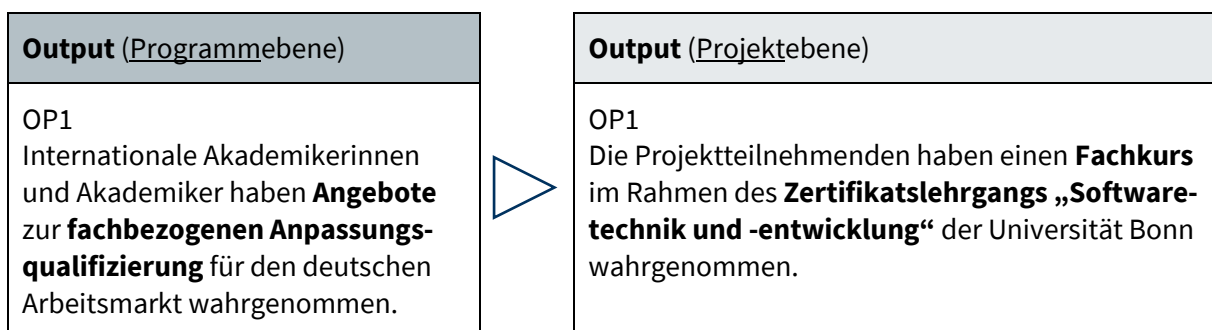 Output (Programmebene)
OP1
Internationale Akademikerinnen
und Akademiker haben Angebote
zur fachbezogenen Anpassungs-
qualifizierung für den deutschen
Arbeitsmarkt wahrgenommen.
Output (Projektebene)
OP1
Die Projektteilnehmenden haben einen Fachkurs
im Rahmen des Zertifikatslehrgangs „Software-
technik und -entwicklung“ der Universität Bonn
wahrgenommen.